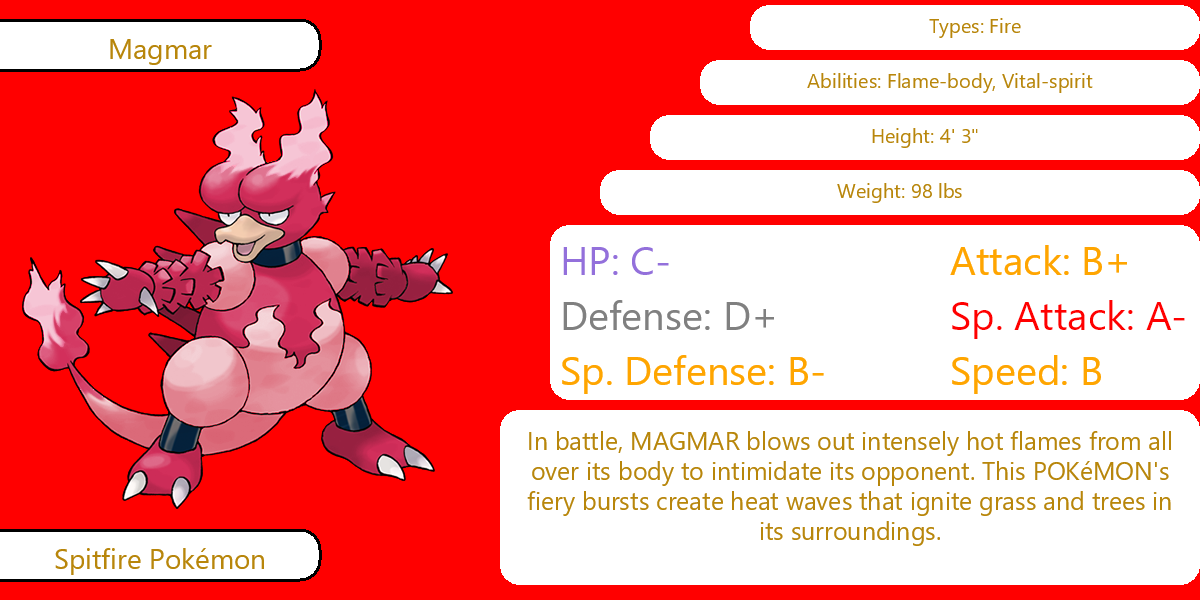 Magmar
Types: Fire
Abilities: Flame-body, Vital-spirit
Height: 4' 3"
Weight: 98 lbs
HP: C-
Attack: B+
Defense: D+
Sp. Attack: A-
Sp. Defense: B-
Speed: B
In battle, MAGMAR blows out intensely hot flames from all
over its body to intimidate its opponent. This POKéMON's
fiery bursts create heat waves that ignite grass and trees in
its surroundings.
Spitfire Pokémon